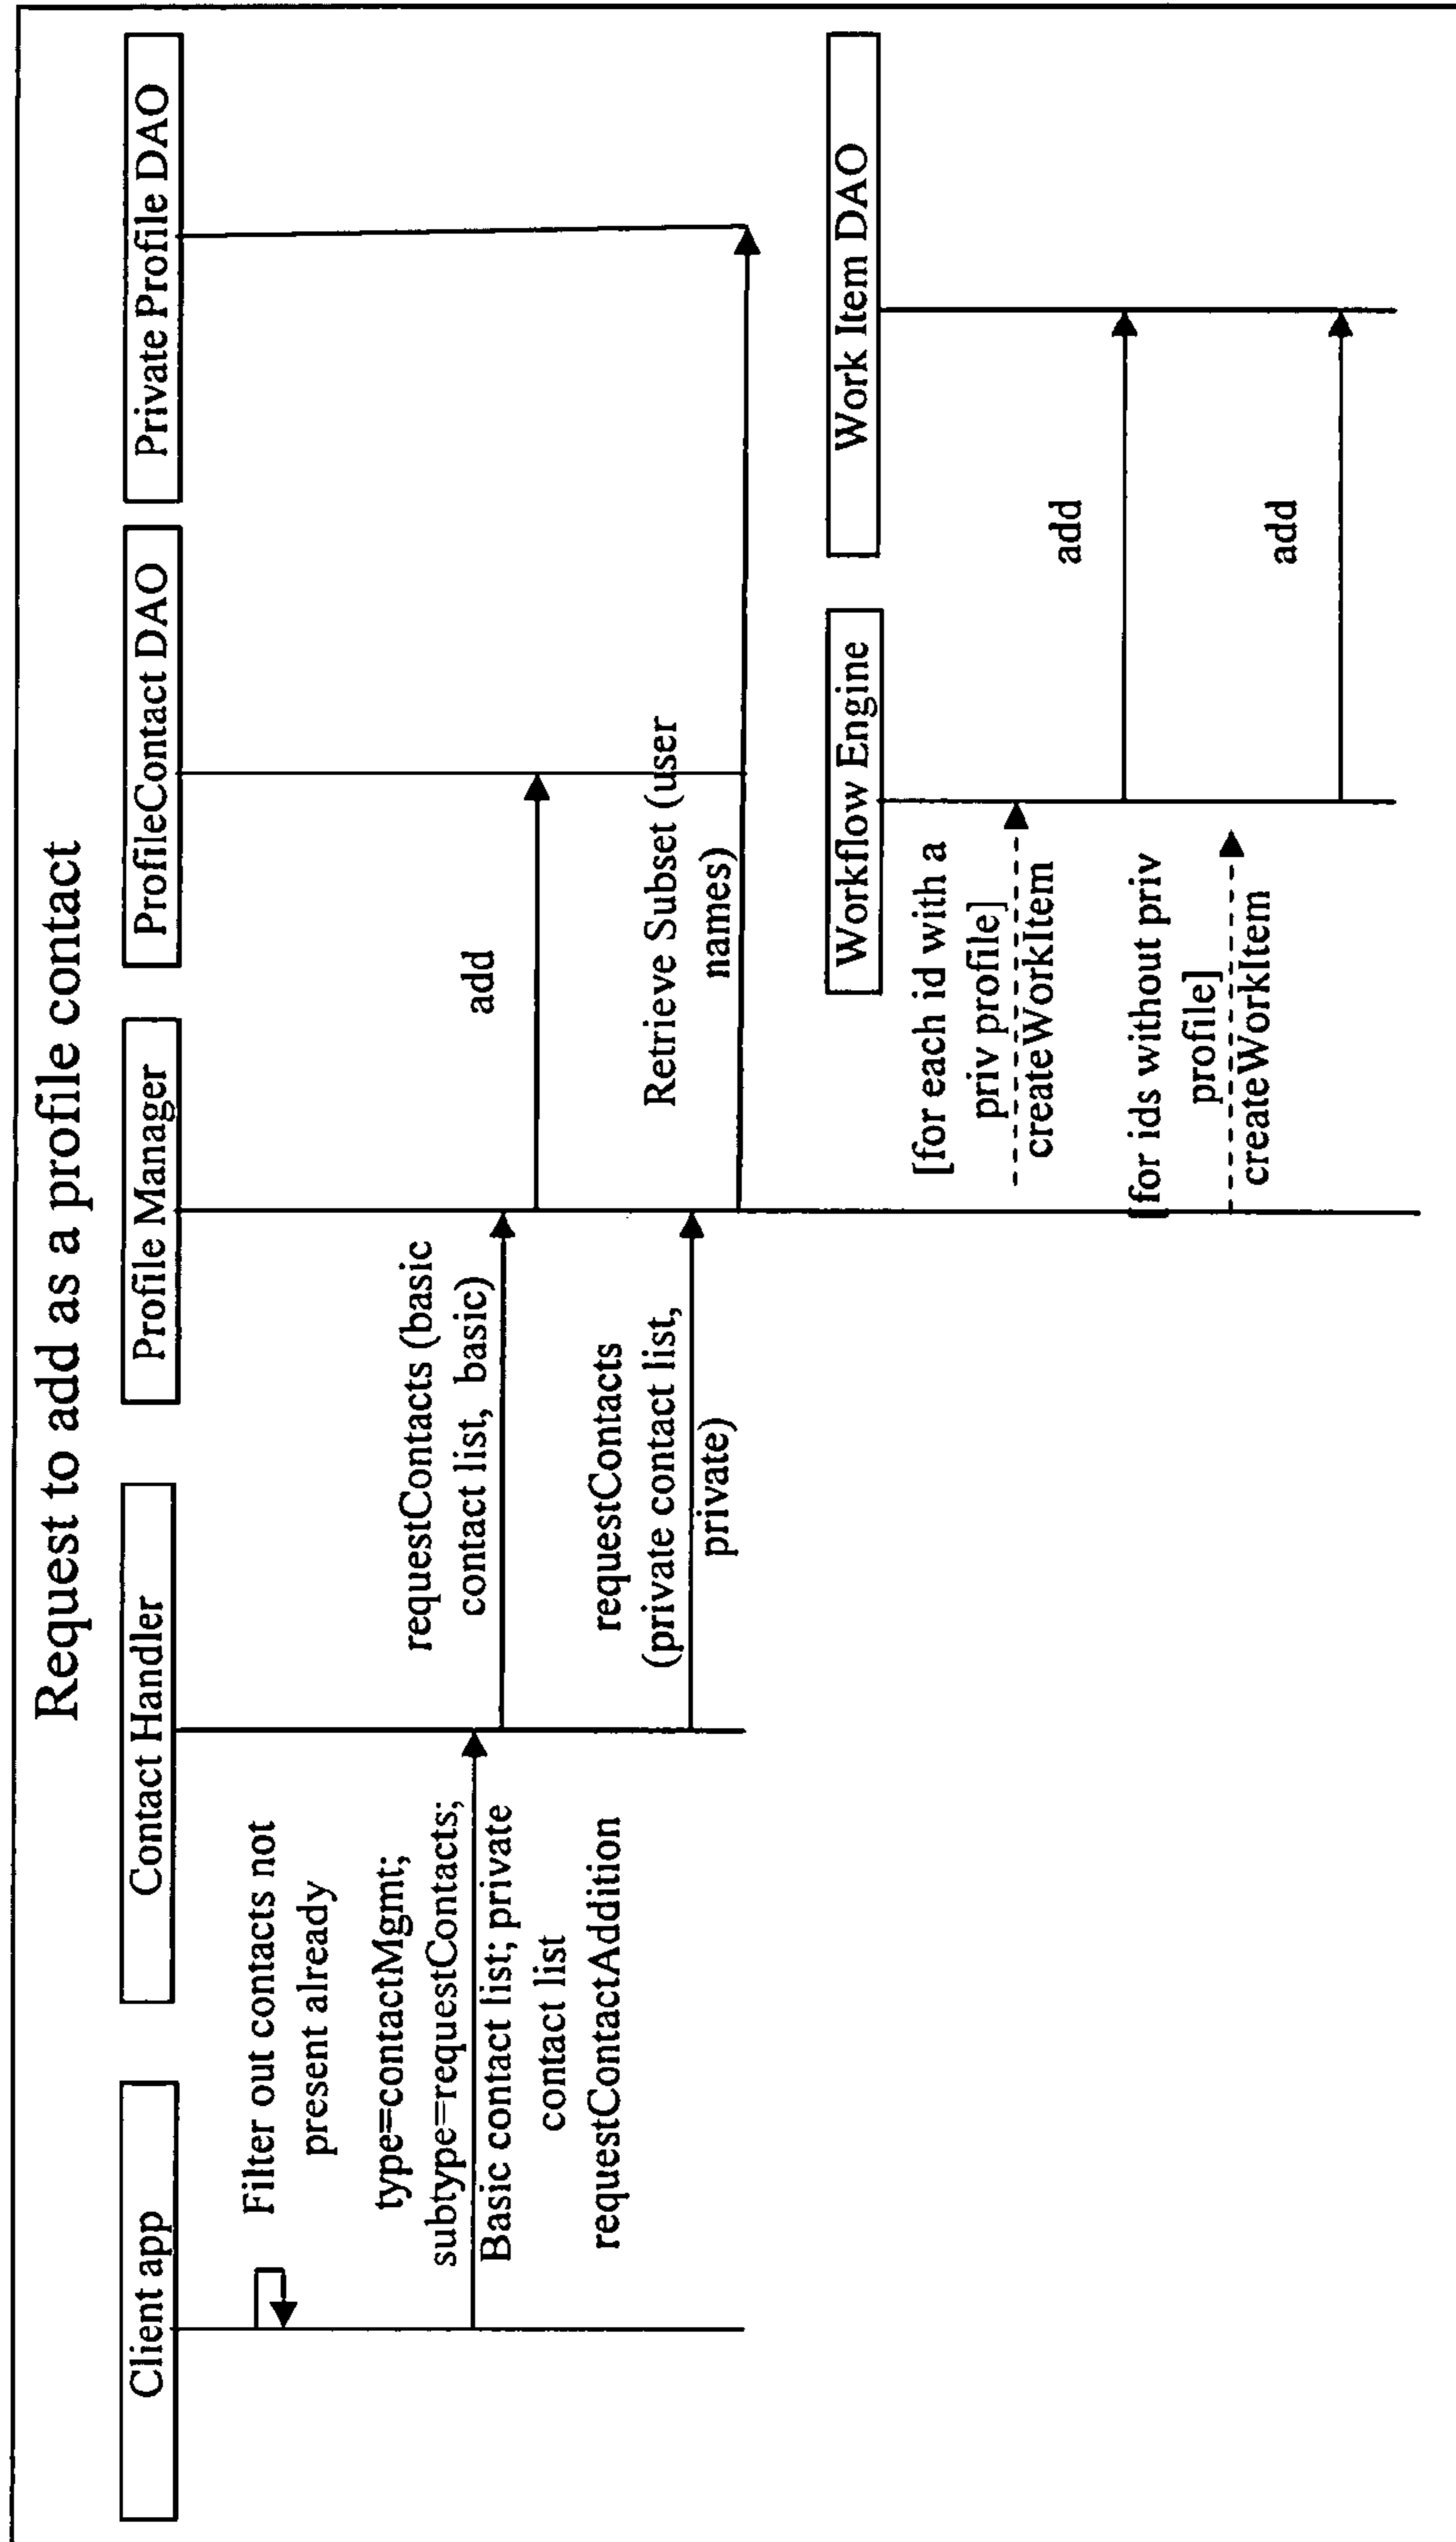 Request to add as a profile contact
Client app
Contact Handler
Profile Manager
ProfileContact DAO
Private Profile DAO
Filter out contacts not
present already
type=contactMgmt;
subtype=requestContacts;
Basic contact list; private
contact list
requestContactAddition
requestContacts (basic
contact list, basic)
add
requestContacts
(private contact list,
private)
Retrieve Subset (user
names)
Workflow Engine
Work Item DAO
[for each id with a
priv profile]
createWorkItem
add
[for ids without priv
profile]
createWorkItem
add